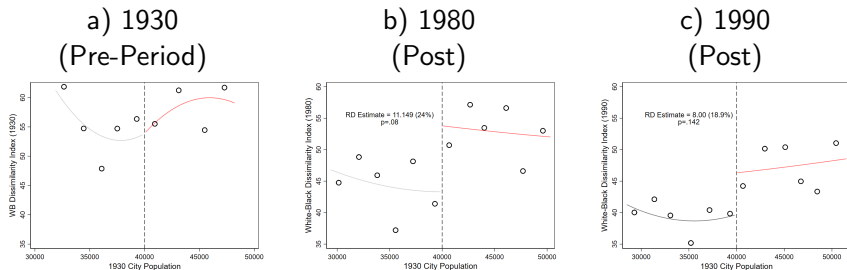 a) 1930
(Pre-Period)
WB Dissimilarity Index (1930)
60
55
50
45
40
35
30000
35000
40000
45000
50000
1930 City Population
b) 1980
(Post)
White-Black Dissimilarity Index (1980)
60
55
50
45
40
35
RD Estimate = 11.149 (24%)
p=.08
30000
35000
40000
45000
50000
1930 City Population
c) 1990
(Post)
White-Black Dissimilarity Index (1990)
60
55
50
45
40
35
RD Estimate = 8.00 (18.9%)
p=.142
30000
35000
40000
45000
50000
1930 City Population